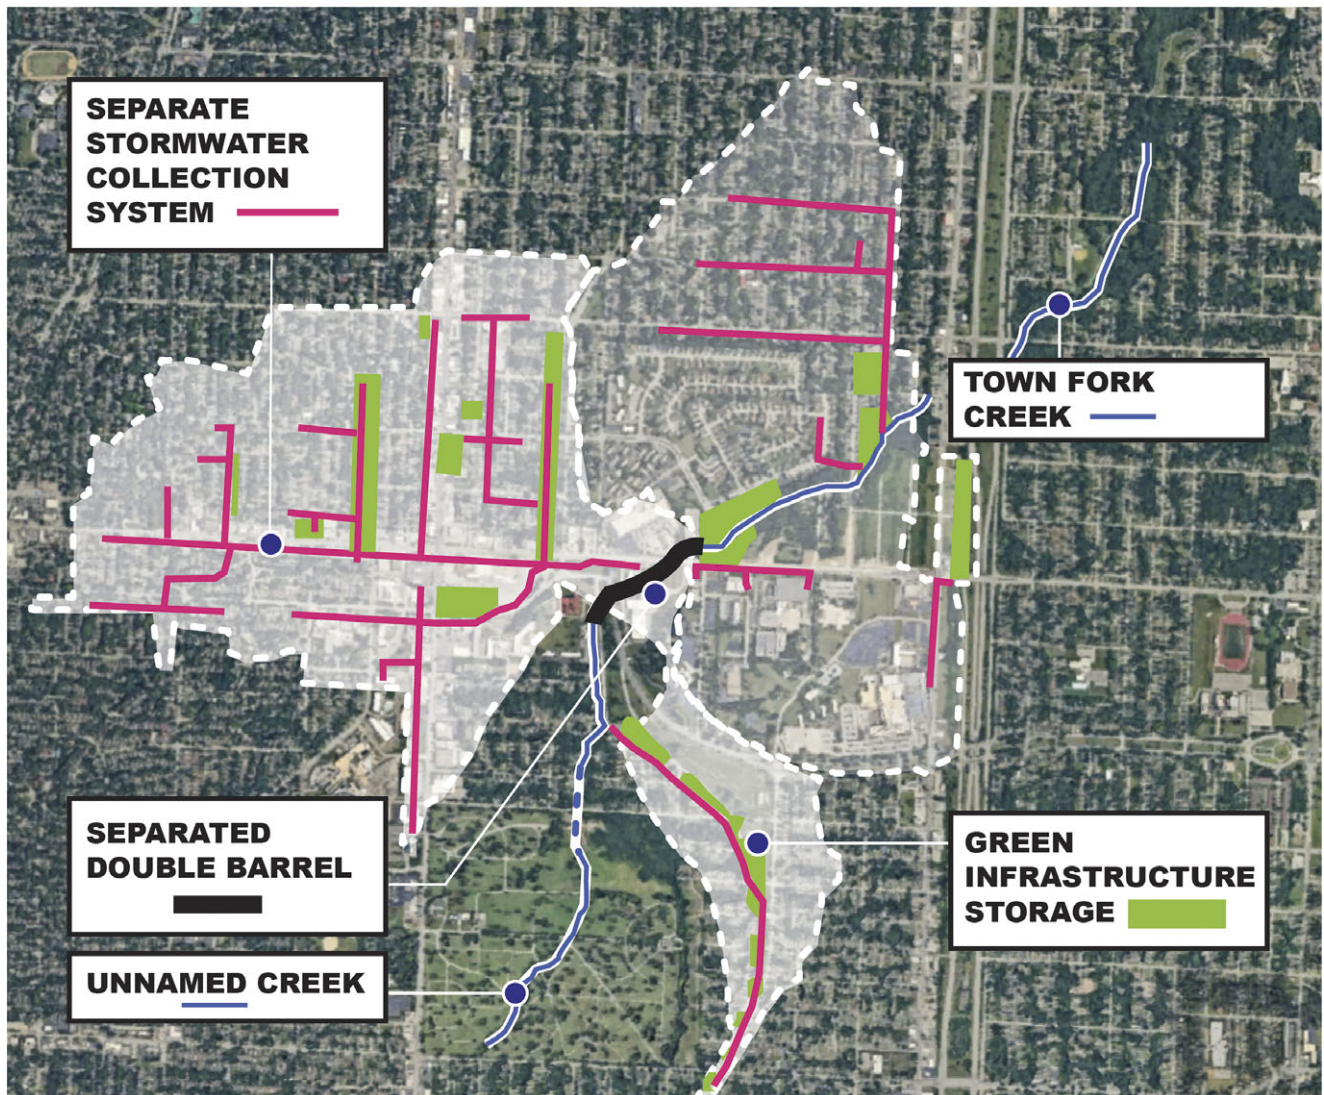 SEPARATE
STORMWATER
COLLECTION
SYSTEM
TOWN FORK
CREEK
SEPARATED
DOUBLE BARREL
UNNAMED CREEK
GREEN
INFRASTRUCTURE
STORAGE